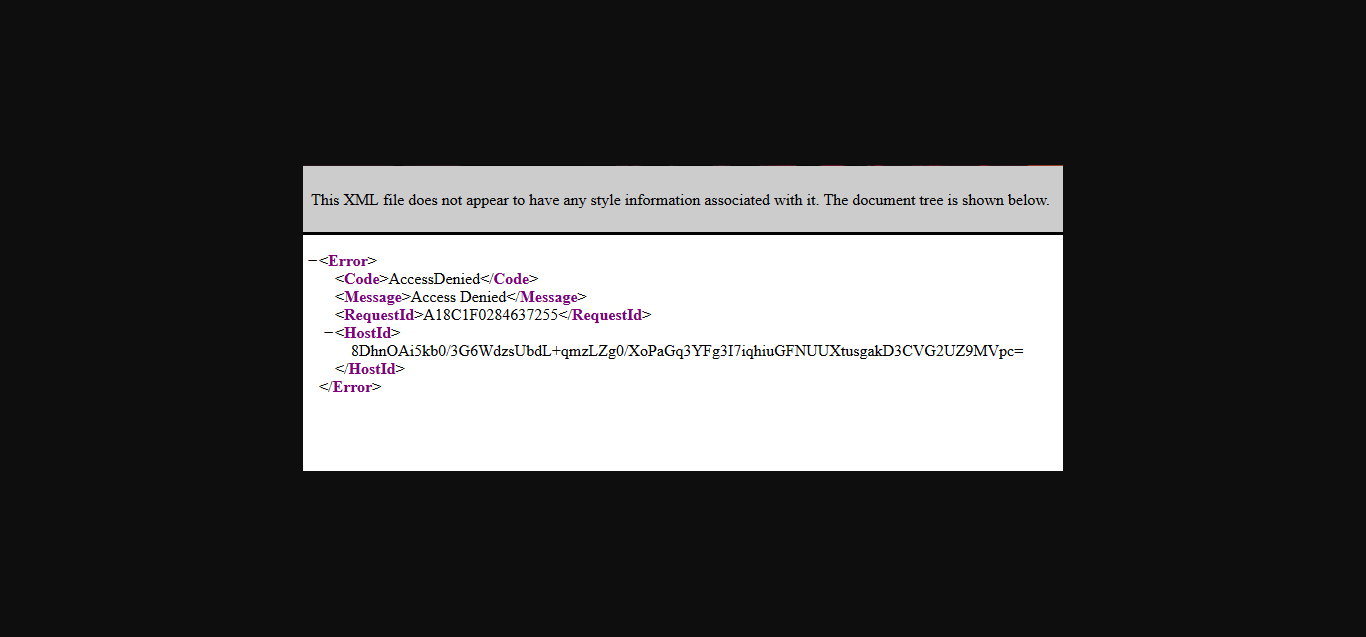 This XML file does not appear to have any style information associated with it. The document tree is shown below.
−<Error>
<Code>AccessDenied</Code>
<Message>Access Denied</Message>
<RequestId>A18C1F0284637255</RequestId>
−<HostId>
8DhnOAi5kb0/3G6WdzsUbdL+qmzLZg0/XoPaGq3YFg3I7iqhiuGFNUUXtusgakD3CVG2UZ9MVpc=
</HostId>
</Error>